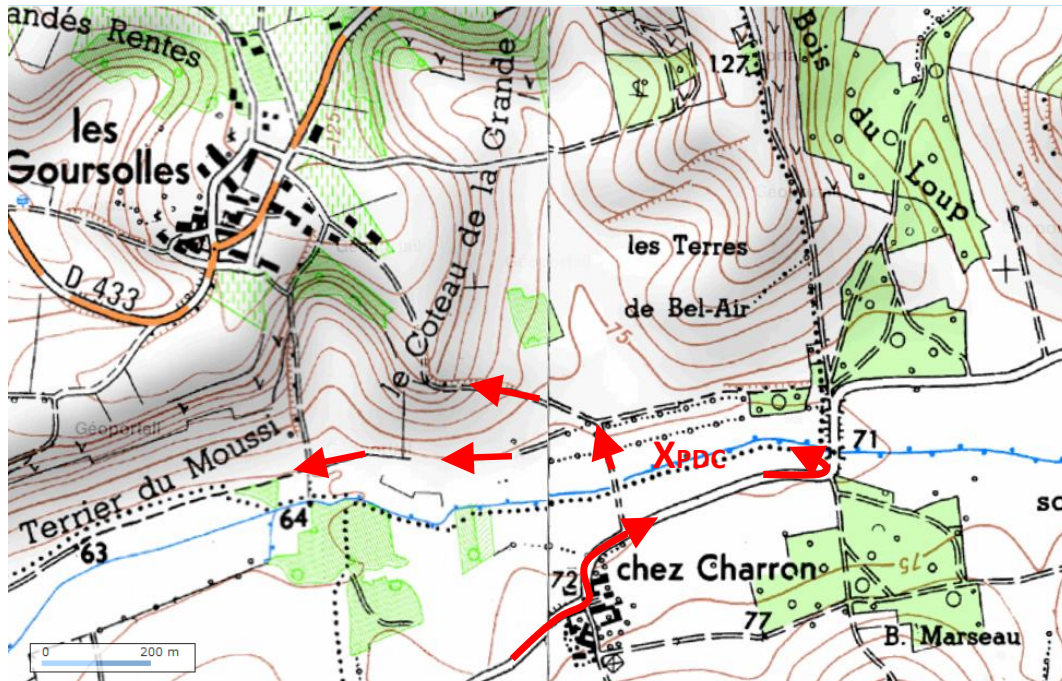 andés Rentes
les
Goursolles
D 433
125
Coteau de la Grande
127
Bois
du
Loup
les Terres
de Bel-Air
75
Géoportail
Terrier du Moussi
XPDC
71
64
63
72
chez Charron
so
75
77
B. Marseau
0 200 m